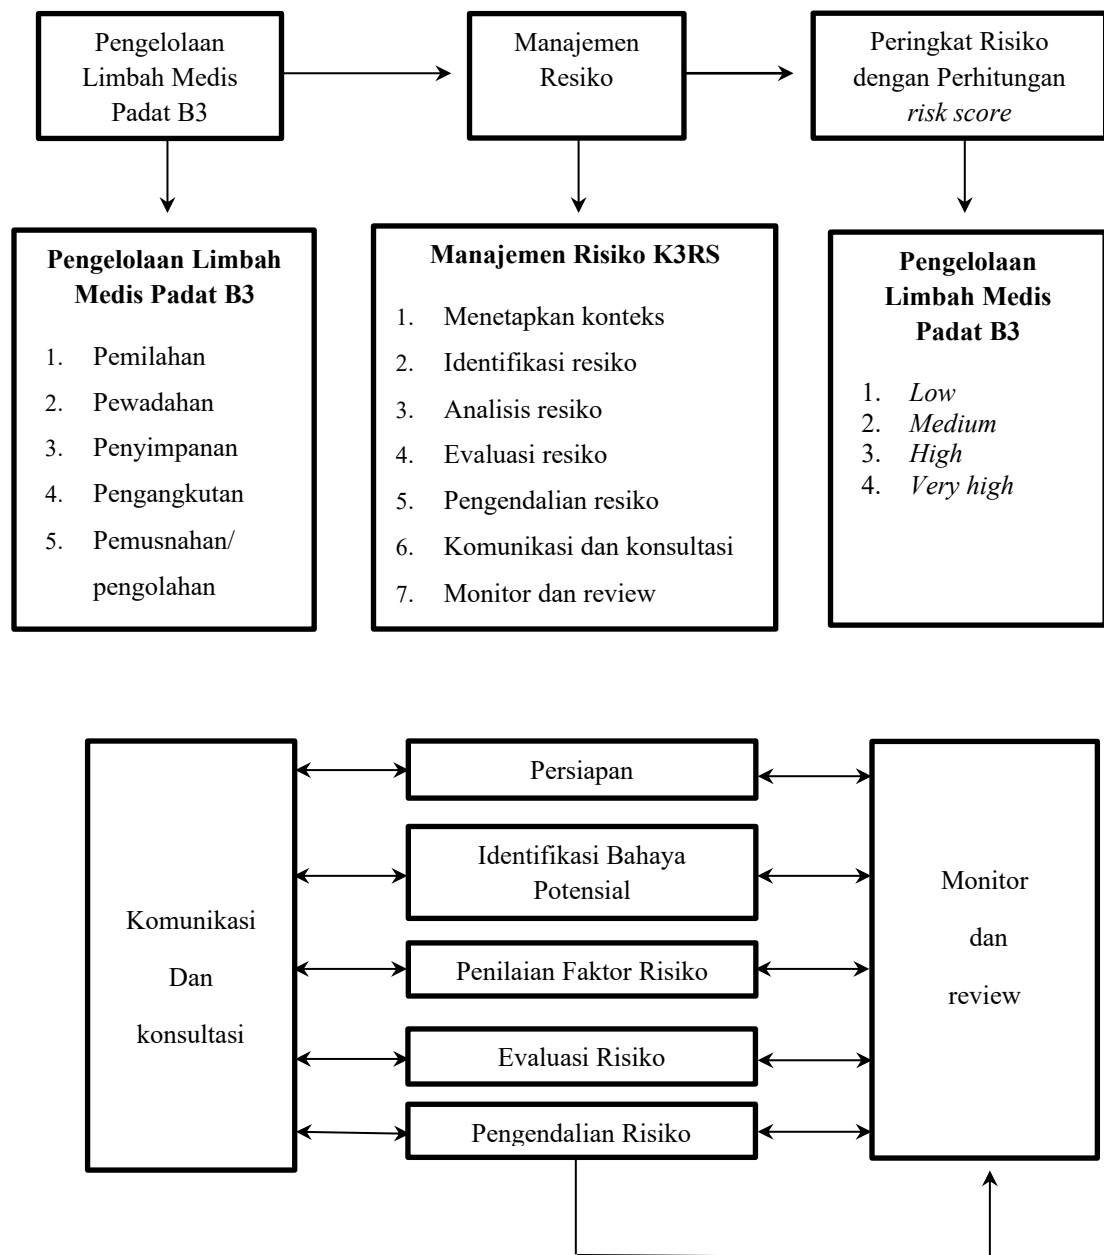 Pengelolaan
Limbah Medis
Padat B3
Manajemen
Resiko
Peringkat Risiko
dengan Perhitungan
risk score
Pengelolaan Limbah
Medis Padat B3
1. Pemilahan
2. Pewadahan
3. Penyimpanan
4. Pengangkutan
5. Pemusnahan/
pengolahan
Manajemen Risiko K3RS
1. Menetapkan konteks
2. Identifikasi resiko
3. Analisis resiko
4. Evaluasi resiko
5. Pengendalian resiko
6. Komunikasi dan konsultasi
7. Monitor dan review
Pengelolaan
Limbah Medis
Padat B3
1. Low
2. Medium
3. High
4. Very high
Komunikasi
Dan
konsultasi
Persiapan
Identifikasi Bahaya
Potensial
Penilaian Faktor Risiko
Evaluasi Risiko
Pengendalian Risiko
Monitor
dan
review